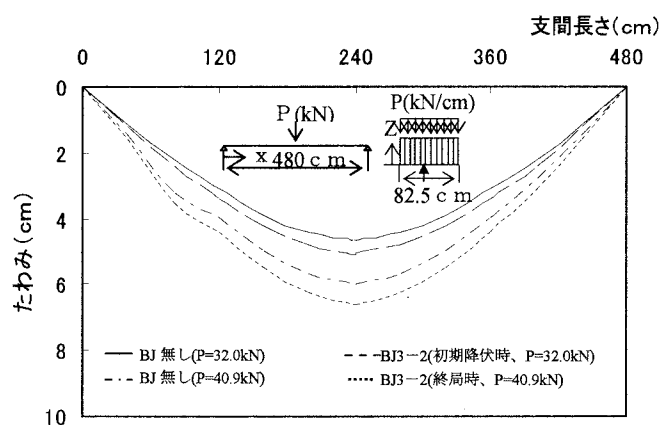 支間長さ(cm)
0 120 240 360 480
0
2
4
6
8
10
たわみ(cm)
P(kN)
x 480cm
P(kN/cm)
Z
82.5cm
BJ 無し(P=32.0kN)
BJ3-2(初期降伏時、P=32.0kN)
BJ 無し(P=40.9kN)
BJ3-2(終局時、P=40.9kN)